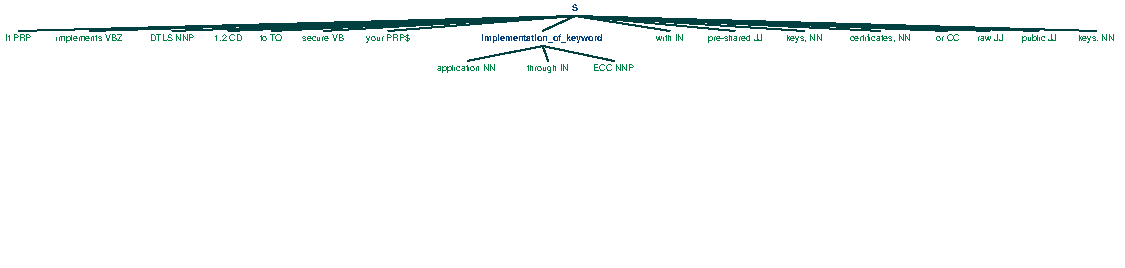 S
It PRP implements VBZ DTLS NNP 1.2 CD to TO secure VB your PRP$ Implementation_of_keyword with IN pre-shared JJ keys, NN certificates, NN or CC raw JJ public JJ keys. NN
application NN through IN ECC NNP